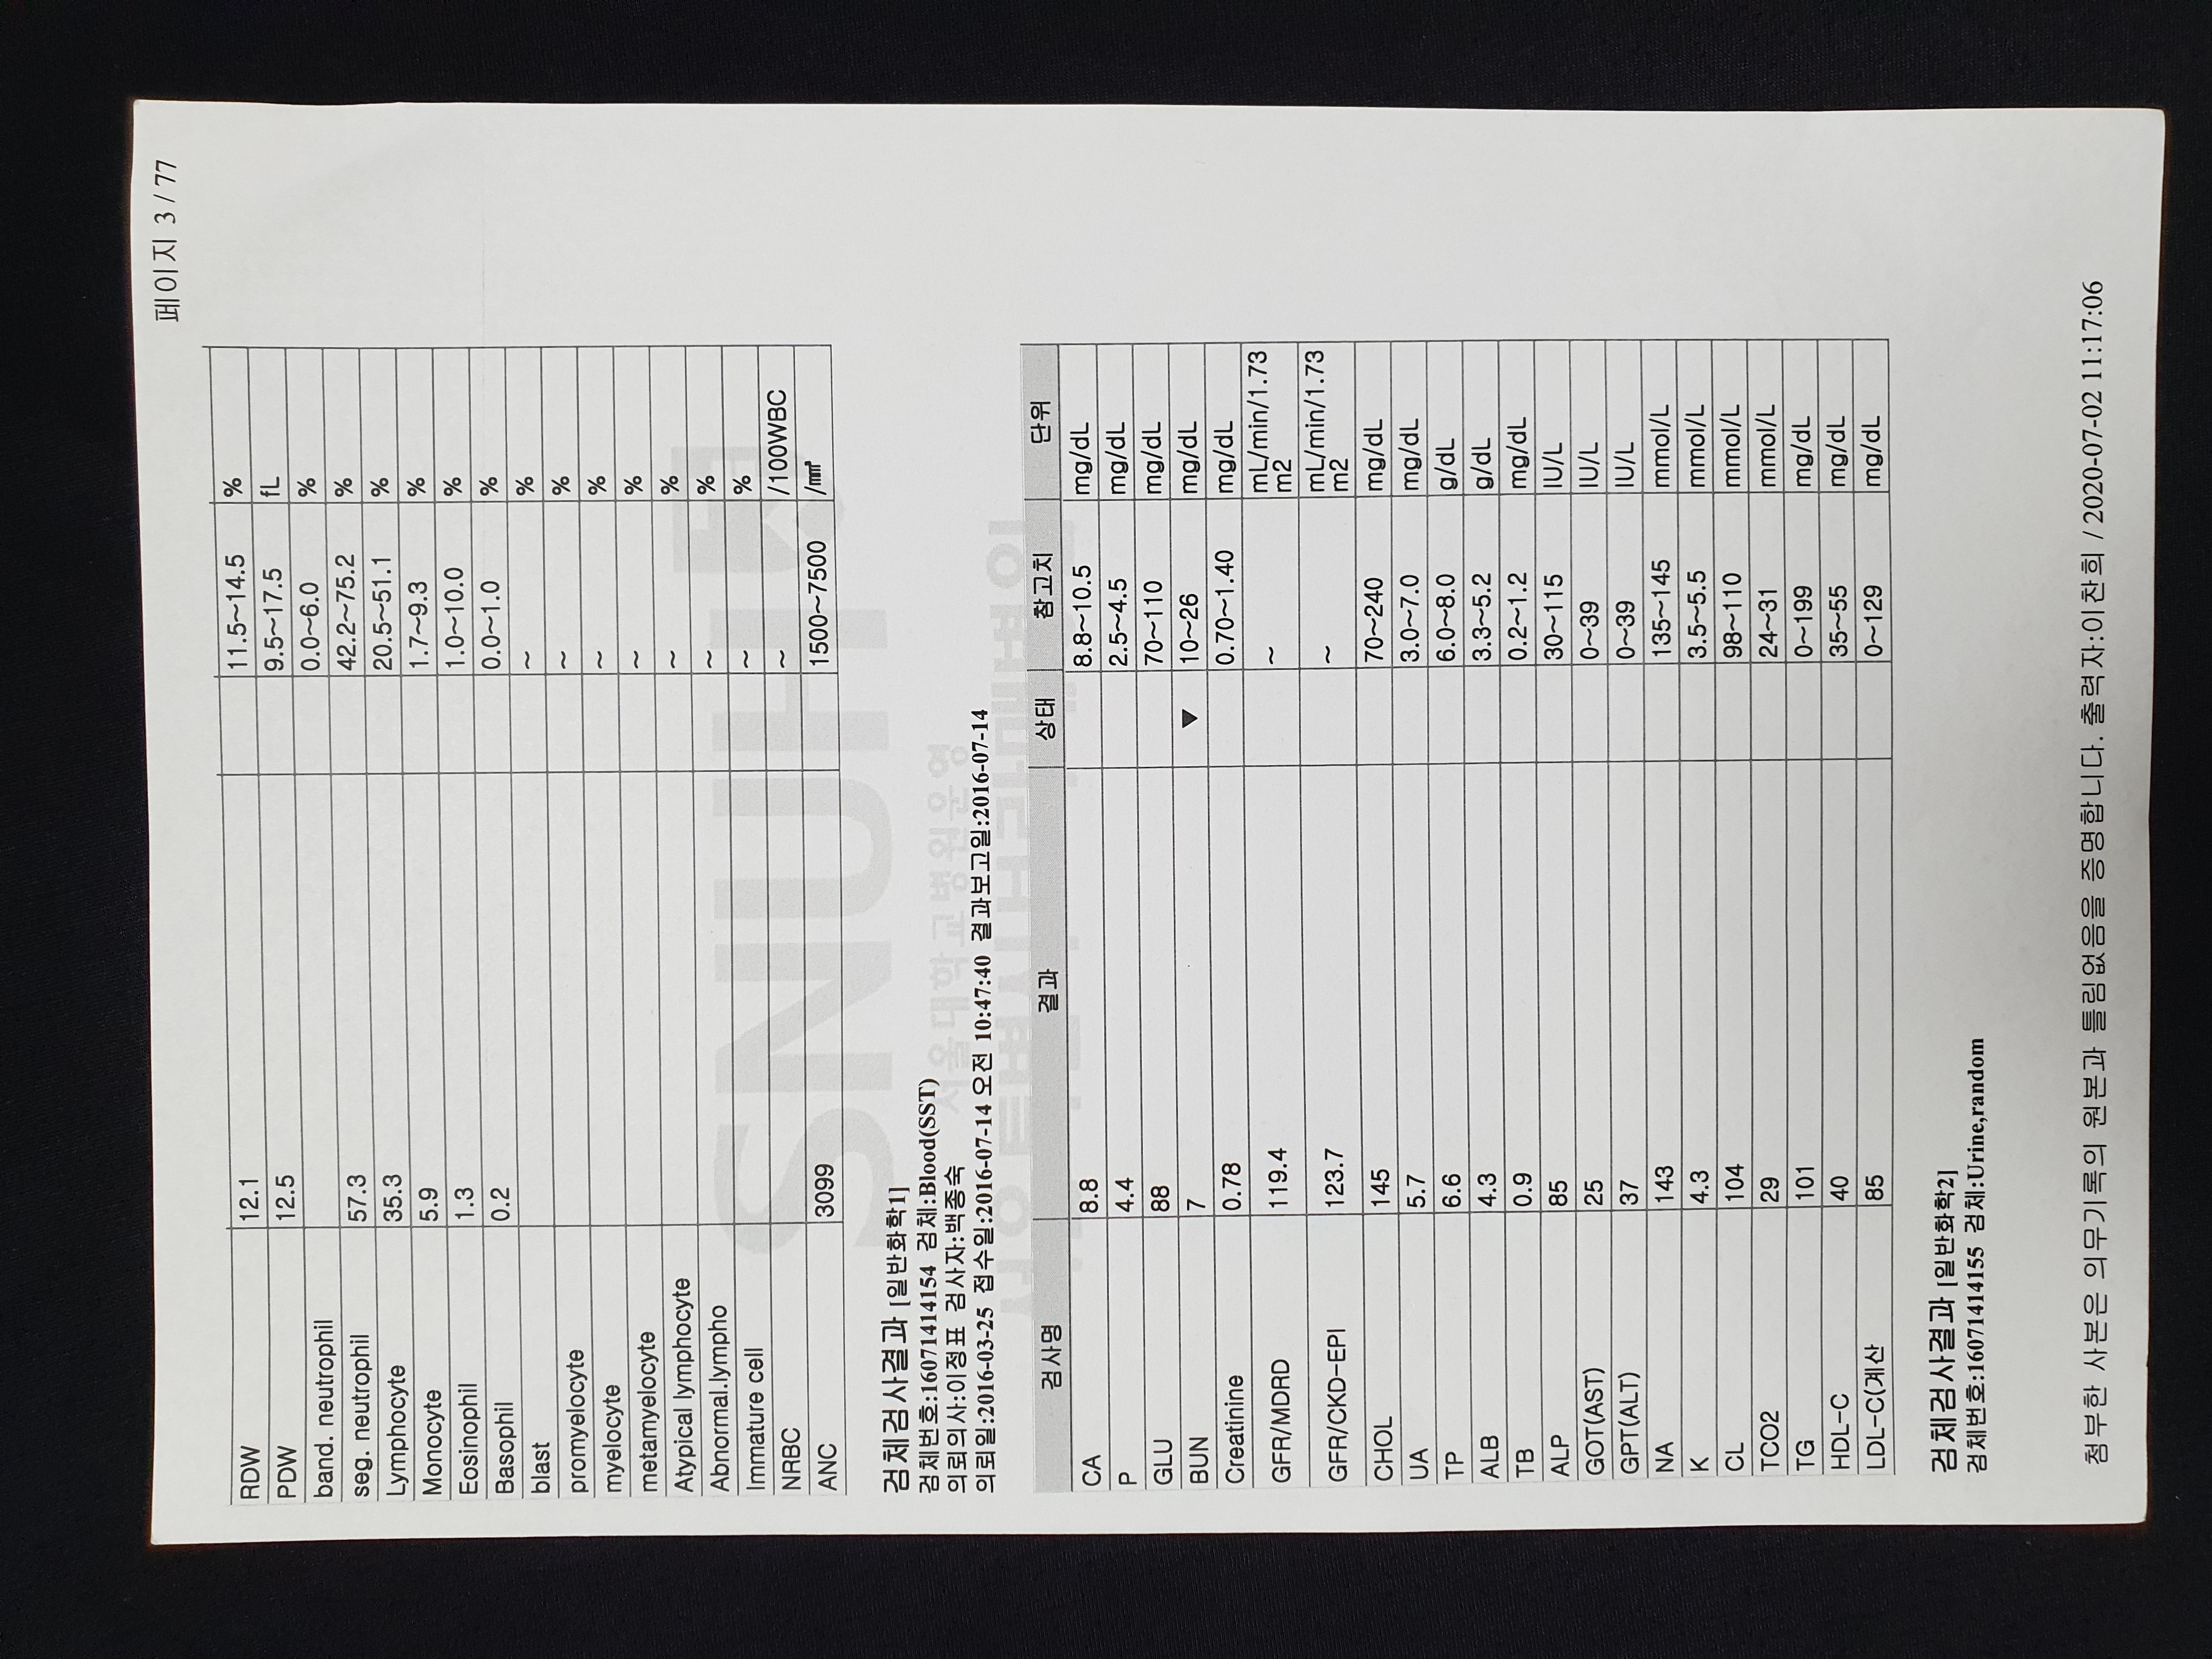 페이지 3 / 77
RDW 12.1 11.5~14.5 %
PDW 12.5 9.5~17.5 fL
band. neutrophil 0.0~6.0 %
seg. neutrophil 57.3 42.2~75.2 %
Lymphocyte 35.3 20.5~51.1 %
Monocyte 5.9 1.7~9.3 %
Eosinophil 1.3 1.0~10.0 %
Basophil 0.2 0.0~1.0 %
blast ~ %
promyelocyte ~ %
myelocyte ~ %
metamyelocyte ~ %
Atypical lymphocyte ~ %
Abnormal.lympho ~ %
Immature cell ~ %
NRBC ~ /100WBC
ANC 3099 1500~7500 /㎣
SNUH
검체검사결과 [일반화학1]
검체번호:16071414154 검체:Blood(SST)
서울대학교병원운영
의뢰의사:이정표 검사자:백종숙
의뢰일:2016-03-25 접수일:2016-07-14 오전 10:47:40 결과보고일:2016-07-14
서울특별시보라매병원
검사명 결과 상태 참고치 단위
CA 8.8 8.8~10.5 mg/dL
P 4.4 2.5~4.5 mg/dL
GLU 88 70~110 mg/dL
BUN 7 ▼ 10~26 mg/dL
Creatinine 0.78 0.70~1.40 mg/dL
GFR/MDRD 119.4 ~ mL/min/1.73
m2
GFR/CKD-EPI 123.7 ~ mL/min/1.73
m2
CHOL 145 70~240 mg/dL
UA 5.7 3.0~7.0 mg/dL
TP 6.6 6.0~8.0 g/dL
ALB 4.3 3.3~5.2 g/dL
TB 0.9 0.2~1.2 mg/dL
ALP 85 30~115 IU/L
GOT(AST) 25 0~39 IU/L
GPT(ALT) 37 0~39 IU/L
NA 143 135~145 mmol/L
K 4.3 3.5~5.5 mmol/L
CL 104 98~110 mmol/L
TCO2 29 24~31 mmol/L
TG 101 0~199 mg/dL
HDL-C 40 35~55 mg/dL
LDL-C(계산 85 0~129 mg/dL
검체검사결과 [일반화학2]
검체번호:16071414155 검체:Urine,random
첨부한 사본은 의무기록의 원본과 틀림없음을 증명합니다. 출력자:이찬희 / 2020-07-02 11:17:06